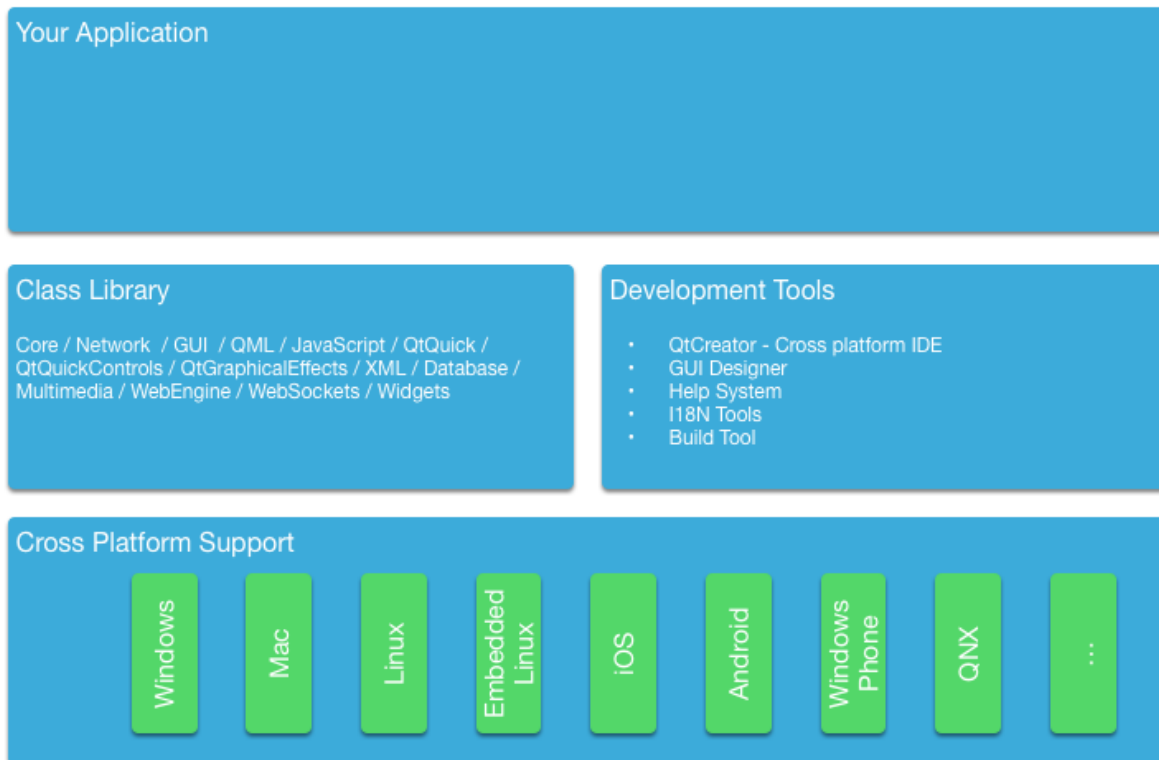 Your Application
Class Library
Core / Network / GUI / QML / JavaScript / QtQuick /
QtQuickControls / QtGraphicalEffects / XML / Database /
Multimedia / WebEngine / WebSockets / Widgets
Development Tools
• QtCreator - Cross platform IDE
• GUI Designer
• Help System
• I18N Tools
• Build Tool
Cross Platform Support
Windows
Mac
Linux
Embedded
Linux
iOS
Android
Windows
Phone
QNX
...